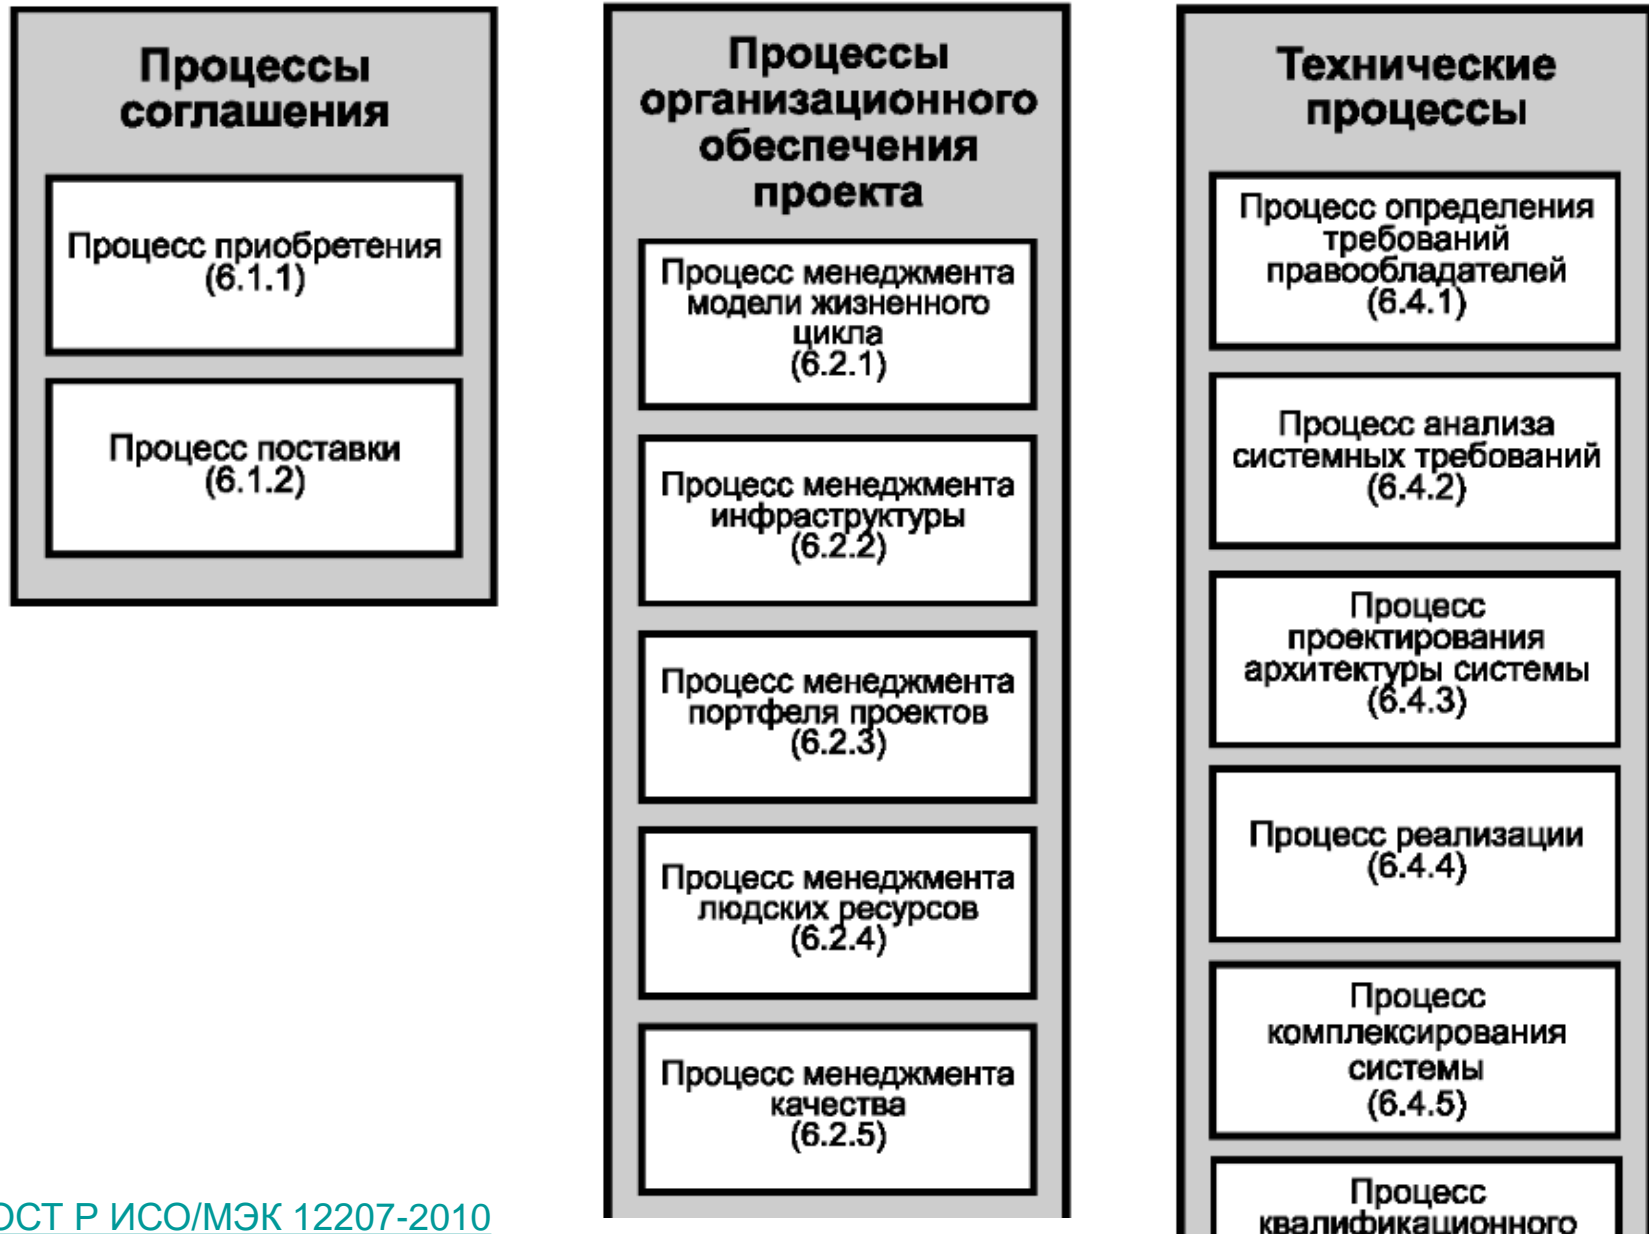 Процессы
соглашения
Процесс приобретения
(6.1.1)
Процесс поставки
(6.1.2)
Процессы
организационного
обеспечения
проекта
Процесс менеджмента
модели жизненного
цикла
(6.2.1)
Процесс менеджмента
инфраструктуры
(6.2.2)
Процесс менеджмента
портфеля проектов
(6.2.3)
Процесс менеджмента
людских ресурсов
(6.2.4)
Процесс менеджмента
качества
(6.2.5)
Технические
процессы
Процесс определения
требований
правообладателей
(6.4.1)
Процесс анализа
системных требований
(6.4.2)
Процесс
проектирования
архитектуры системы
(6.4.3)
Процесс реализации
(6.4.4)
Процесс
комплексирования
системы
(6.4.5)
Процесс
квалификационного
ОСТ Р ИСО/МЭК 12207-2010